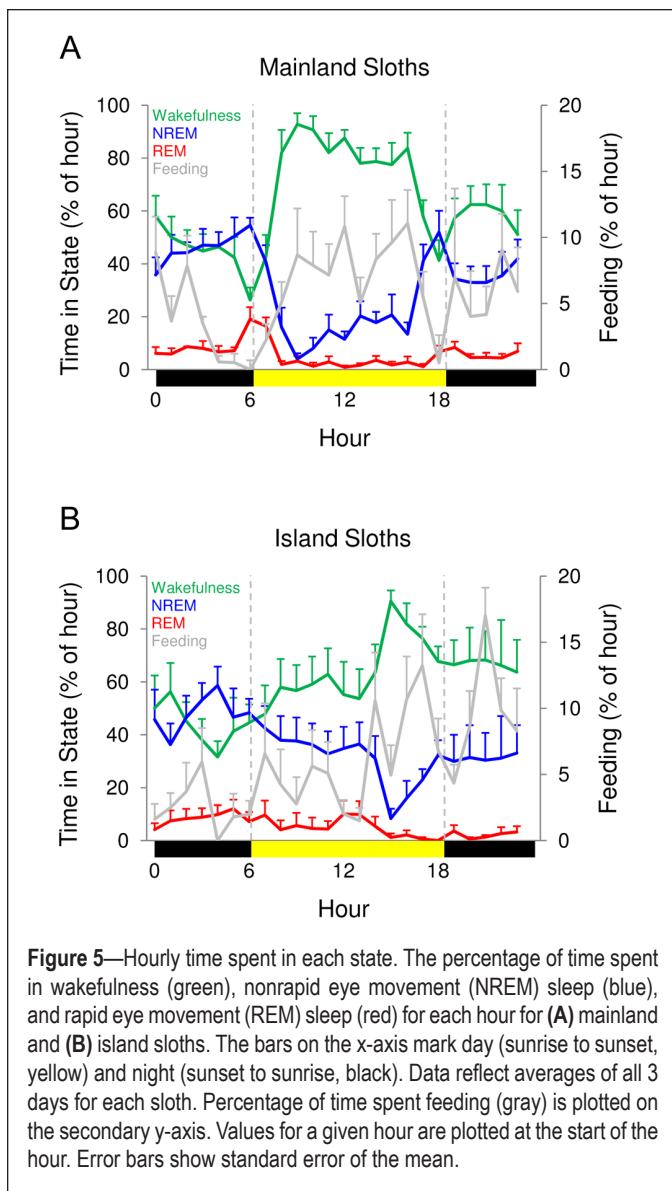 A
Mainland Sloths
Wakefulness
NREM
REM
Feeding
Time in State (% of hour)
100
80
60
40
20
0
20
15
10
5
0
Feeding (% of hour)
0 6 12 18
Hour
B
Island Sloths
Wakefulness
NREM
REM
Feeding
Time in State (% of hour)
100
80
60
40
20
0
20
15
10
5
0
Feeding (% of hour)
0 6 12 18
Hour
Figure 5—Hourly time spent in each state. The percentage of time spent
in wakefulness (green), nonrapid eye movement (NREM) sleep (blue),
and rapid eye movement (REM) sleep (red) for each hour for (A) mainland
and (B) island sloths. The bars on the x-axis mark day (sunrise to sunset,
yellow) and night (sunset to sunrise, black). Data reflect averages of all 3
days for each sloth. Percentage of time spent feeding (gray) is plotted on
the secondary y-axis. Values for a given hour are plotted at the start of the
hour. Error bars show standard error of the mean.